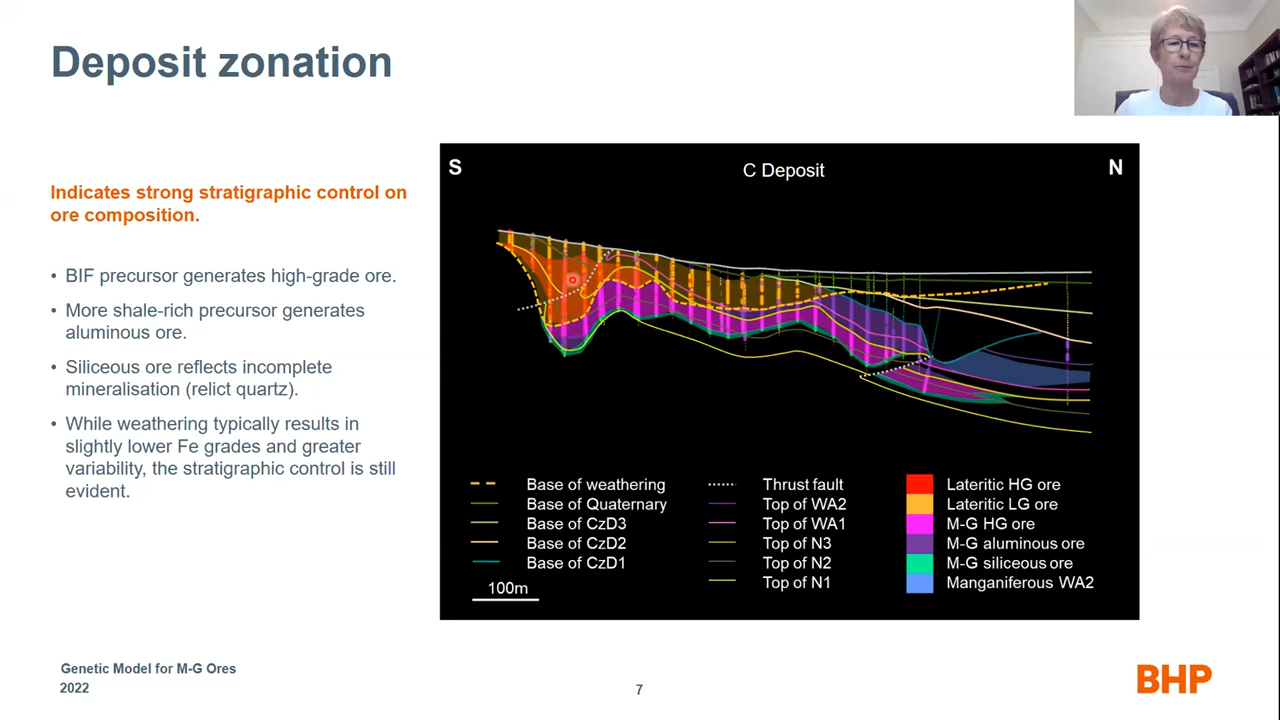 Deposit zonation
Indicates strong stratigraphic control on
ore composition.
• BIF precursor generates high-grade ore.
• More shale-rich precursor generates
aluminous ore.
• Siliceous ore reflects incomplete
mineralisation (relict quartz).
• While weathering typically results in
slightly lower Fe grades and greater
variability, the stratigraphic control is still
evident.
S
C Deposit
N
Base of weathering
Base of Quaternary
Base of CzD3
Base of CzD2
Base of CzD1
100m
Thrust fault
Top of WA2
Top of WA1
Top of N3
Top of N2
Top of N1
Lateritic HG ore
Lateritic LG ore
M-G HG ore
M-G aluminous ore
M-G siliceous ore
Manganiferous WA2
Genetic Model for M-G Ores
2022
7
BHP